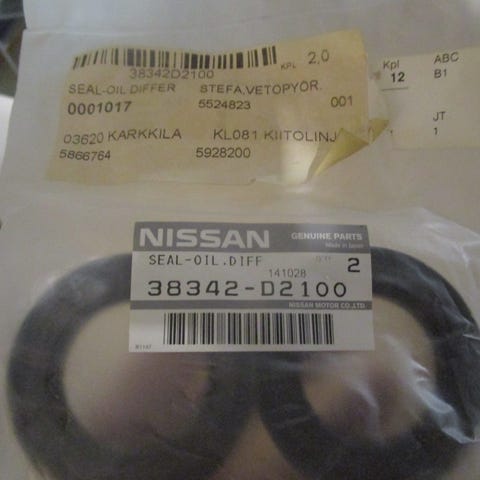 38342D2100
KPL 2,0
SEAL-OIL DIFFER STEFA,VETOPYÖR.
0001017 5524823 001
03620 KARKKILA KL081 KIITOLINJ
5866764 5928200
Kpl ABC
12 B1
JT
1
NISSAN GENUINE PARTS
Made in Japan
SEAL-OIL.DIFF Q'TY 2
141028
38342-D2100
NISSAN MOTOR CO.,LTD.